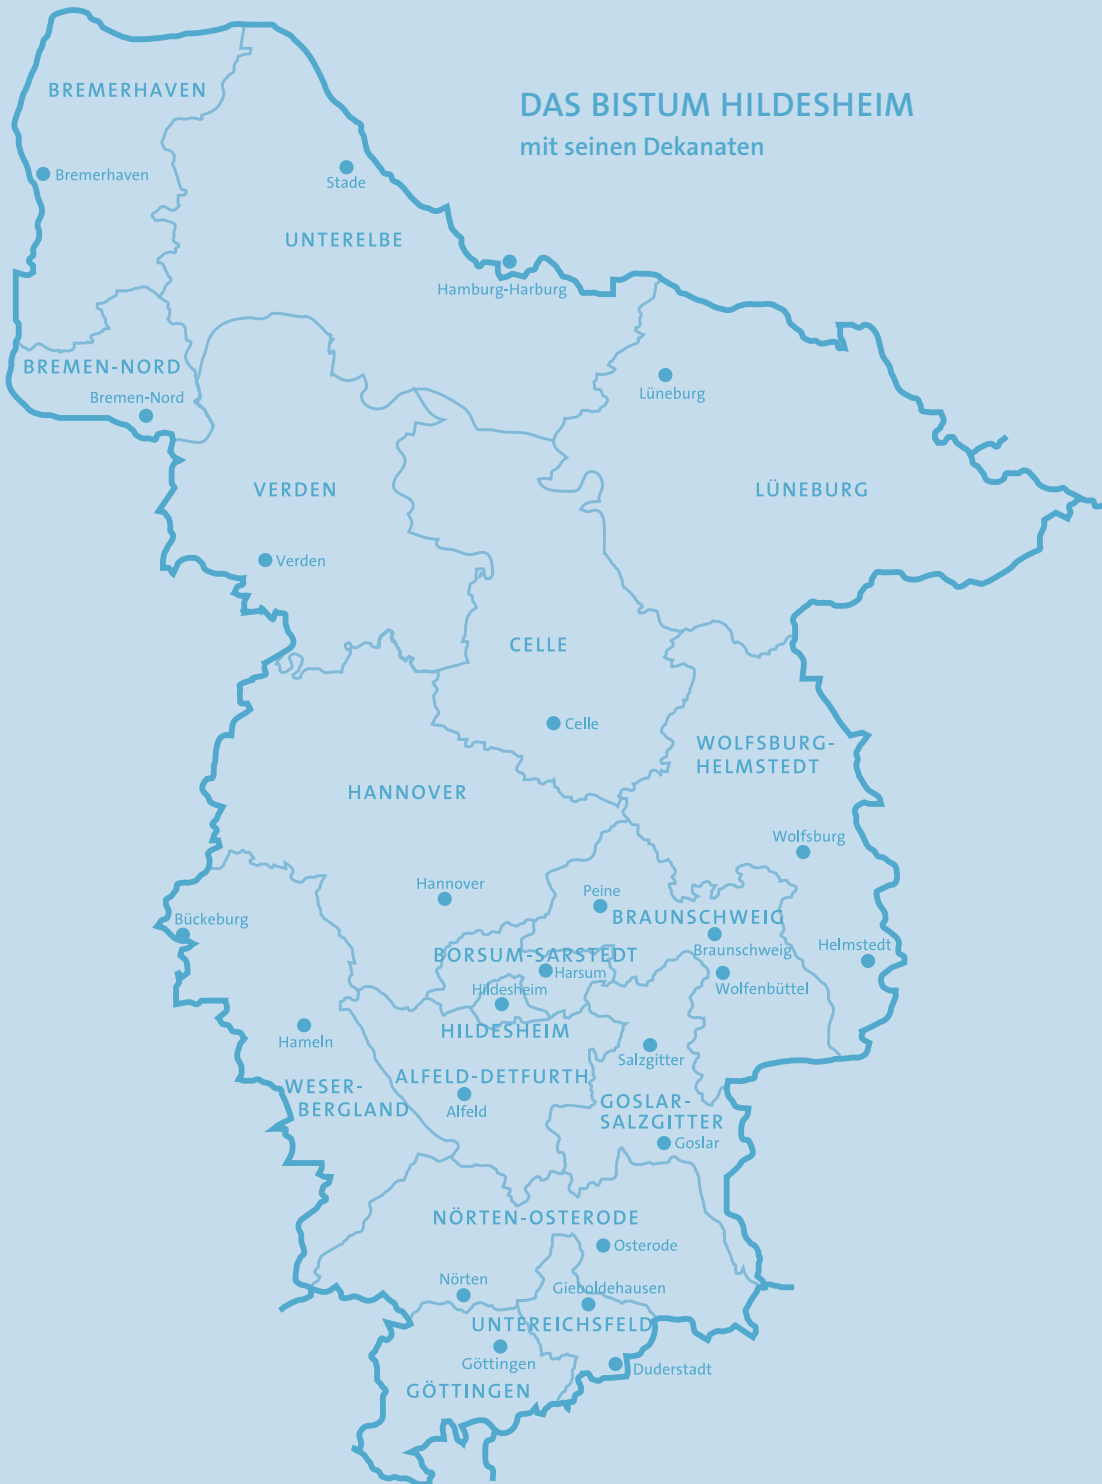 DAS BISTUM HILDESHEIM
mit seinen Dekanaten
BREMERHAVEN
Bremerhaven
Stade
UNTERELBE
Hamburg-Harburg
BREMEN-NORD
Bremen-Nord
Lüneburg
VERDEN
LÜNEBURG
Verden
CELLE
Celle
WOLFSBURG-
HELMSTEDT
HANNOVER
Wolfsburg
Hannover
Peine
BRAUNSCHWEIG
Bückeburg
Braunschweig
Helmstedt
BORSUM-SARSTEDT
Harsum
Hildesheim
Wolfenbüttel
HILDESHEIM
Hameln
Salzgitter
ALFELD-DETFURTH
WESER-
BERGLAND
Alfeld
GOSLAR-
SALZGITTER
Goslar
NÖRTEN-OSTERODE
Osterode
Nörten
Gieboldehausen
UNTEREICHSFELD
Göttingen
Duderstadt
GÖTTINGEN